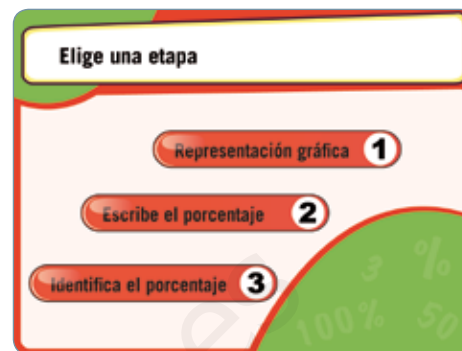 Elige una etapa
Representación gráfica 1
Escribe el porcentaje 2
Identifica el porcentaje 3
3 %
100% 50